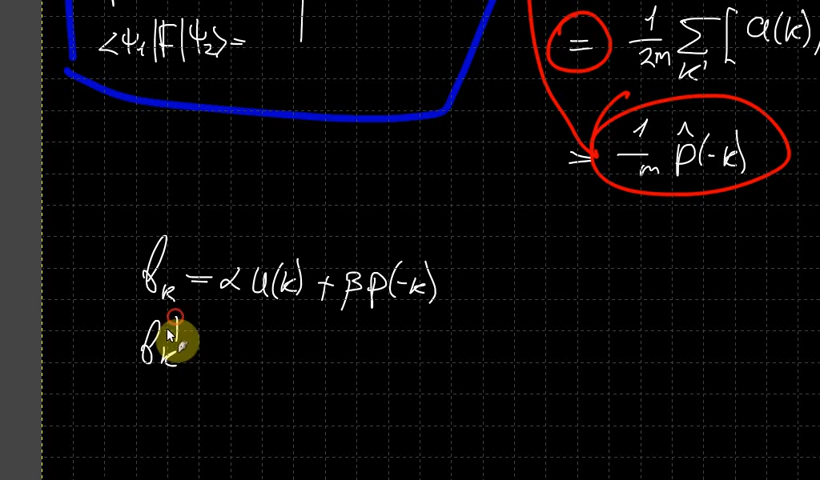 ⟨Ψ₁|F|Ψ₂⟩=
= 1/2m Σ_k' [ a(k),
= 1/m p̂(-k)
b_k = α u(k) + β p(-k)
b_k